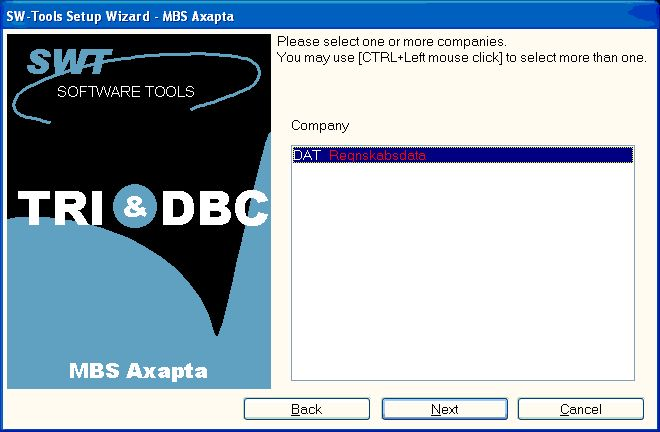 SW-Tools Setup Wizard - MBS Axapta
SWT
SOFTWARE TOOLS
TRI & DBC
MBS Axapta
Please select one or more companies.
You may use [CTRL+Left mouse click] to select more than one.
Company
DAT Regnskabsdata
Back Next Cancel